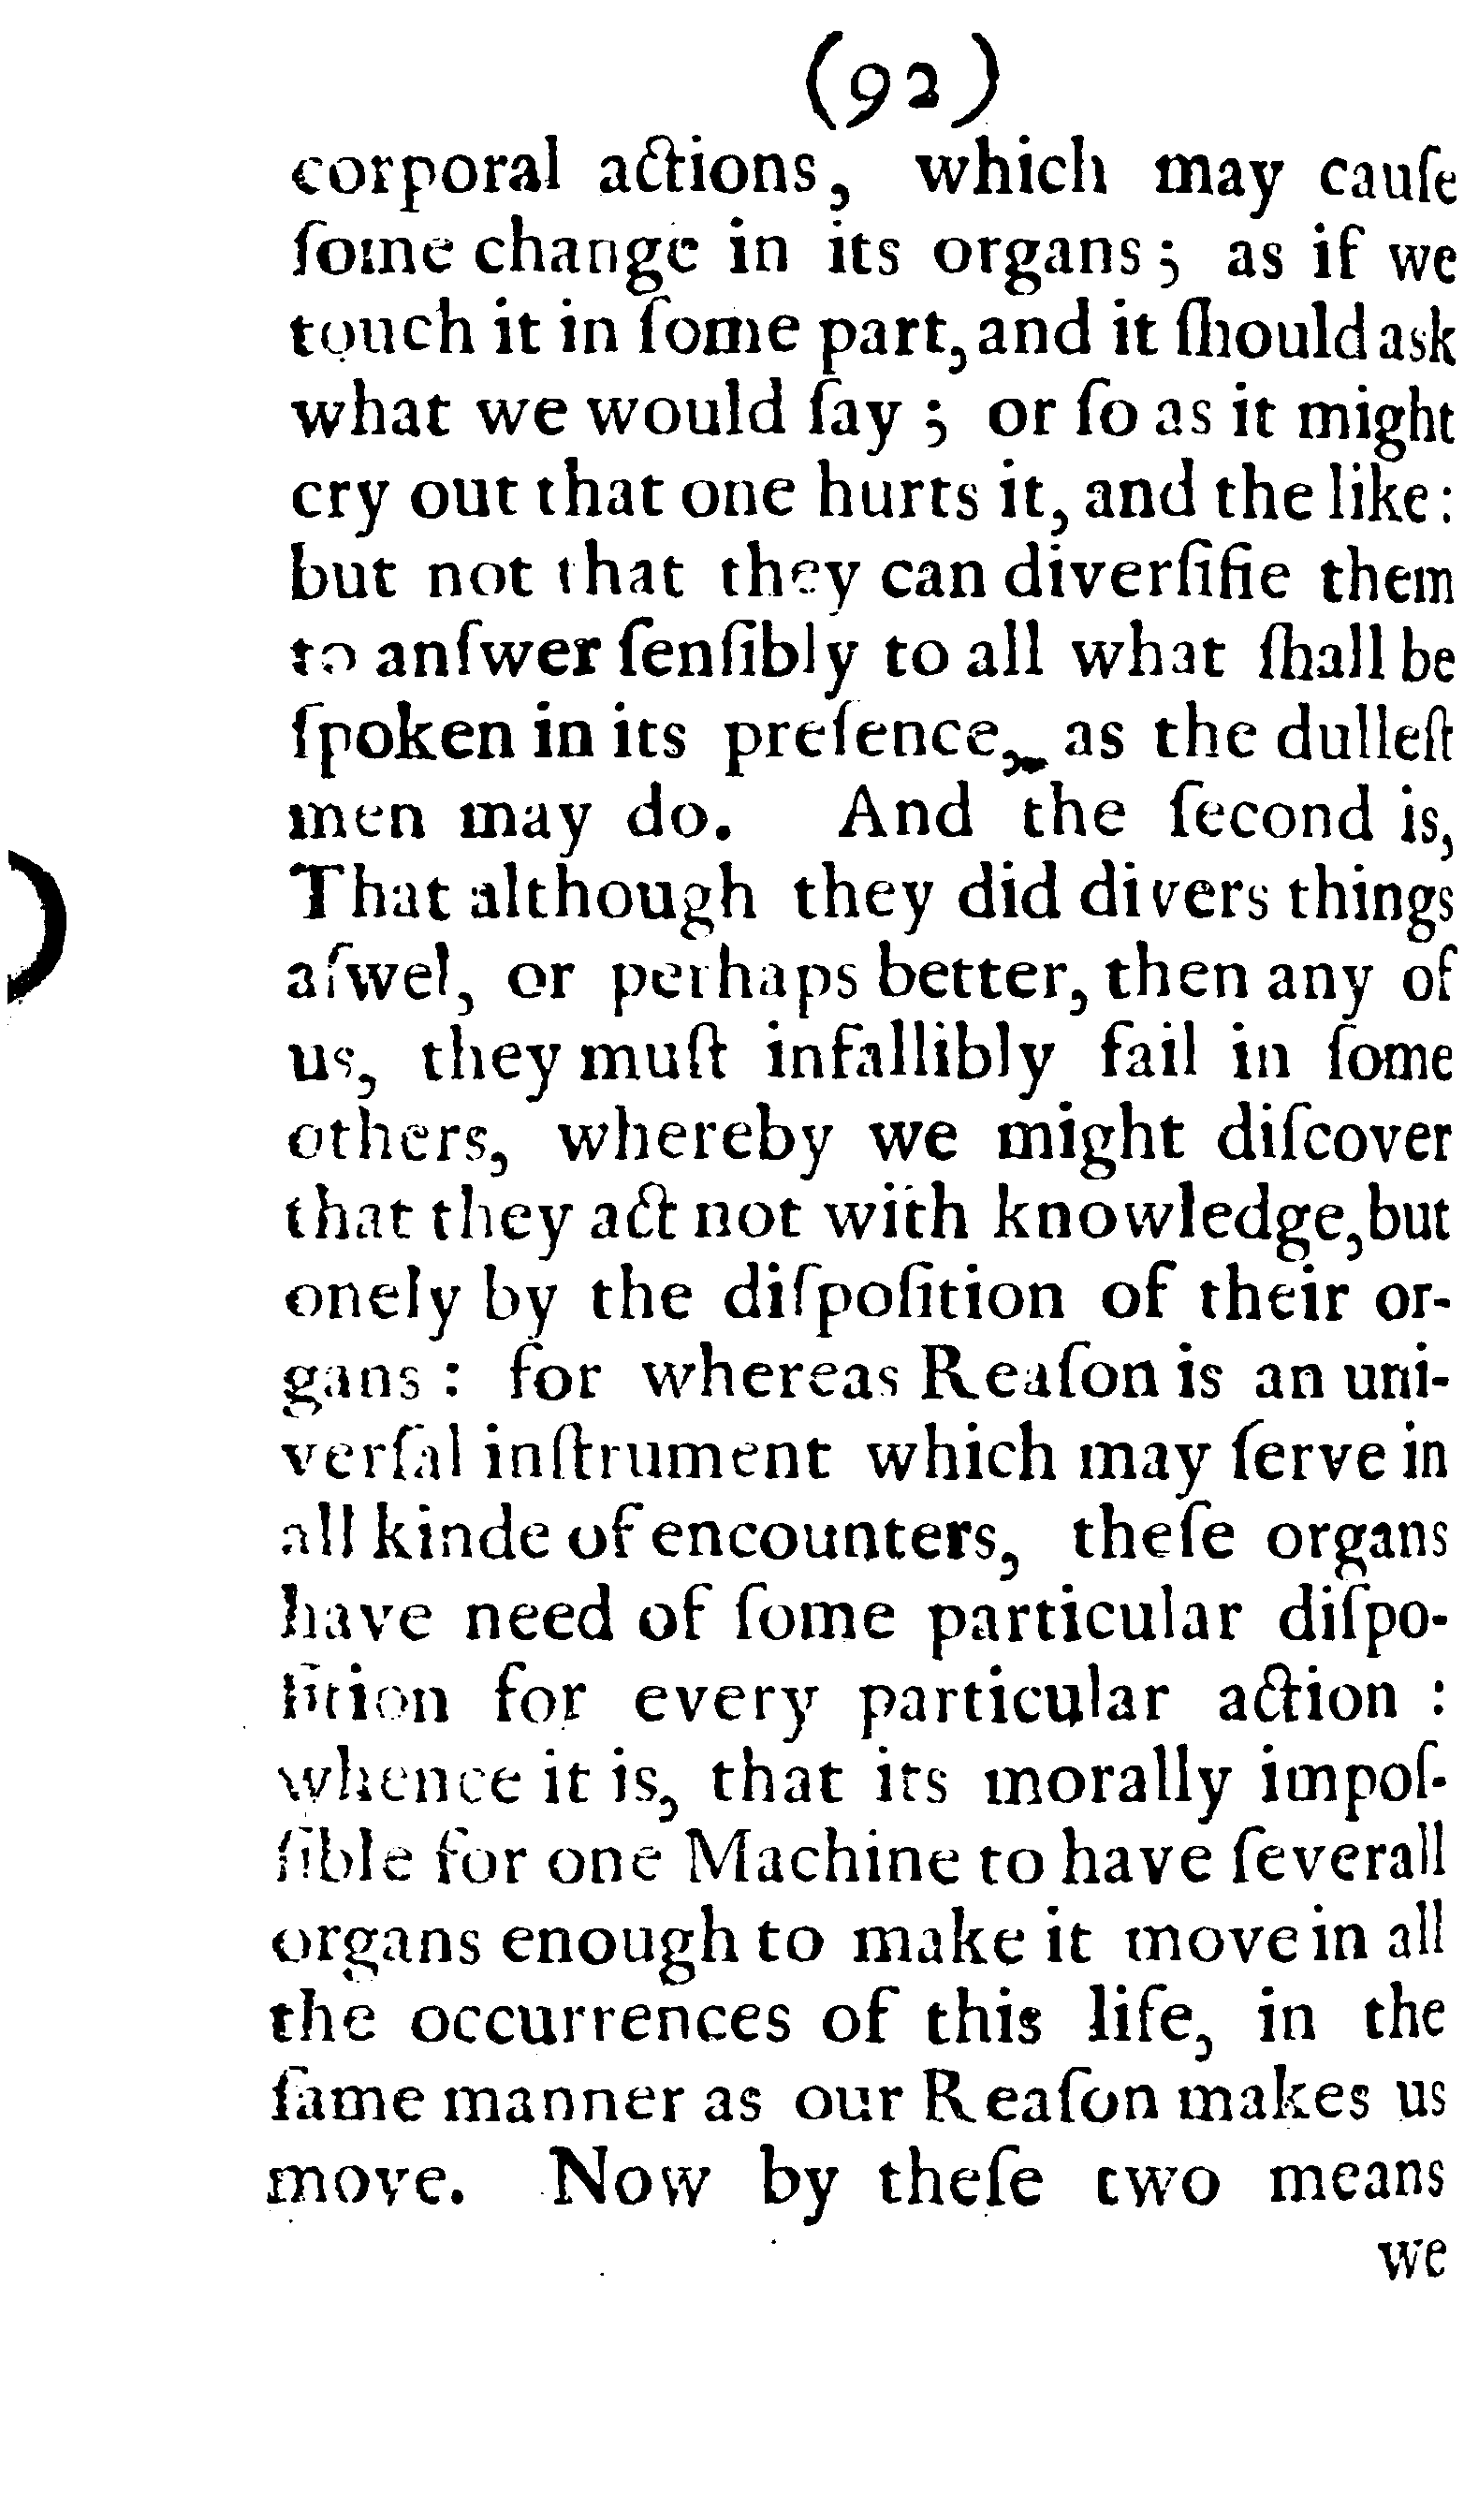 (92)
corporal actions, which may cauſe
ſome change in its organs; as if we
touch it in ſome part, and it ſhould ask
what we would ſay; or ſo as it might
cry out that one hurts it, and the like:
but not that they can diverſifie them
to anſwer ſenſibly to all what ſhall be
ſpoken in its preſence, as the dulleſt
men may do. And the ſecond is,
That although they did divers things
aſwel, or perhaps better, then any of
us, they muſt infallibly fail in ſome
others, whereby we might diſcover
that they act not with knowledge, but
onely by the diſpoſition of their or-
gans: for whereas Reaſon is an uni-
verſal inſtrument which may ſerve in
all kinde of encounters, theſe organs
have need of ſome particular diſpo-
ſition for every particular action:
whence it is, that its morally impoſ-
ſible for one Machine to have ſeverall
organs enough to make it move in all
the occurrences of this life, in the
ſame manner as our Reaſon makes us
move. Now by theſe two means
we